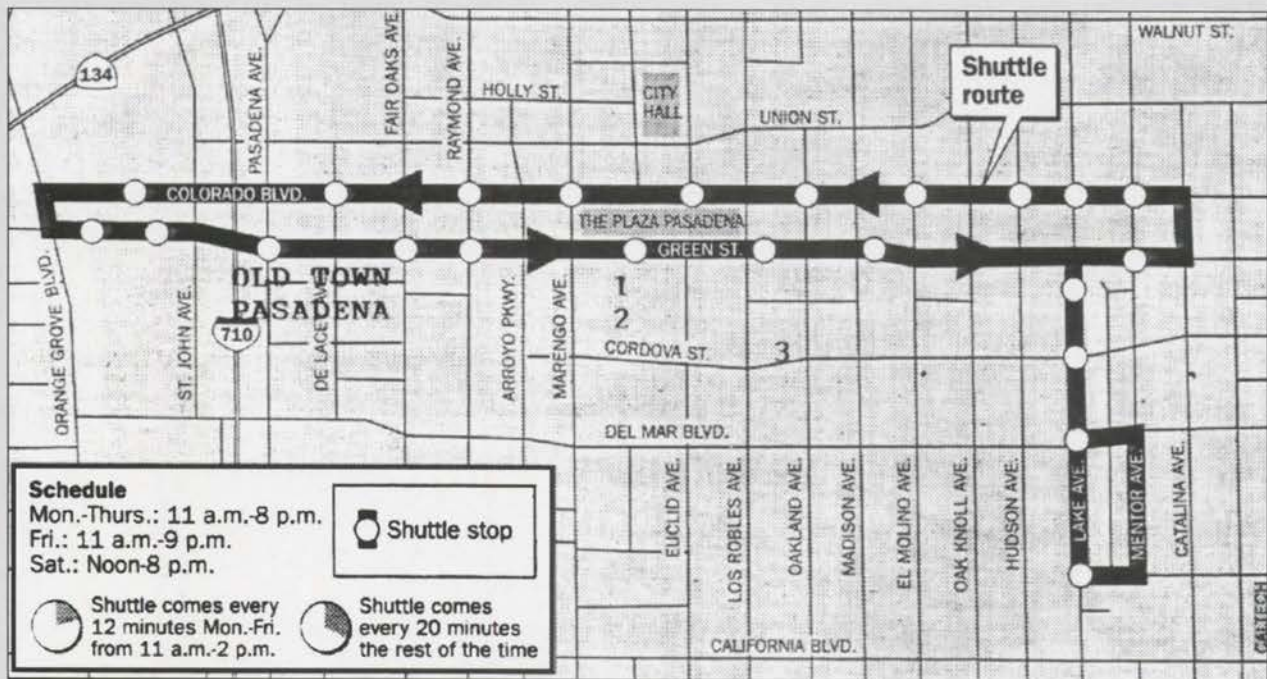 WALNUT ST.
134
PASADENA AVE.
FAIR OAKS AVE.
RAYMOND AVE.
HOLLY ST.
CITY
HALL
UNION ST.
Shuttle
route
COLORADO BLVD.
THE PLAZA PASADENA
GREEN ST.
ORANGE GROVE BLVD.
ST. JOHN AVE.
OLD TOWN
PASADENA
710
DE LACEY AVE.
ARROYO PKWY.
MARENGO AVE.
1
2
CORDOVA ST.
3
DEL MAR BLVD.
EUCLID AVE.
LOS ROBLES AVE.
OAKLAND AVE.
MADISON AVE.
EL MOLINO AVE.
OAK KNOLL AVE.
HUDSON AVE.
LAKE AVE.
MENTOR AVE.
CATALINA AVE.
CALTECH
CALIFORNIA BLVD.
Schedule
Mon.-Thurs.: 11 a.m.-8 p.m.
Fri.: 11 a.m.-9 p.m.
Sat.: Noon-8 p.m.
Shuttle stop
Shuttle comes every
12 minutes Mon.-Fri.
from 11 a.m.-2 p.m.
Shuttle comes
every 20 minutes
the rest of the time